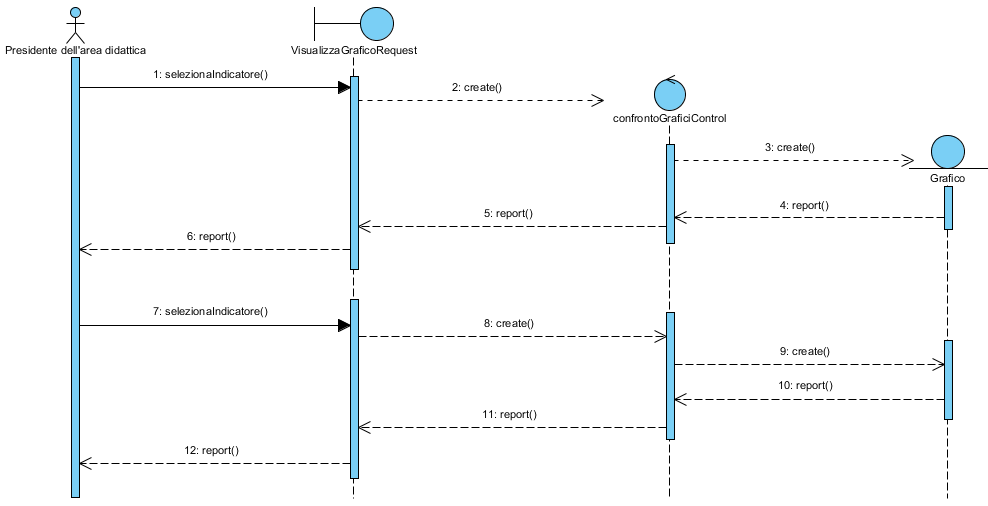 Presidente dell'area didattica
VisualizzaGraficoRequest
1: selezionaIndicatore()
2: create()
confrontoGraficiControl
3: create()
Grafico
4: report()
5: report()
6: report()
7: selezionaIndicatore()
8: create()
9: create()
10: report()
11: report()
12: report()